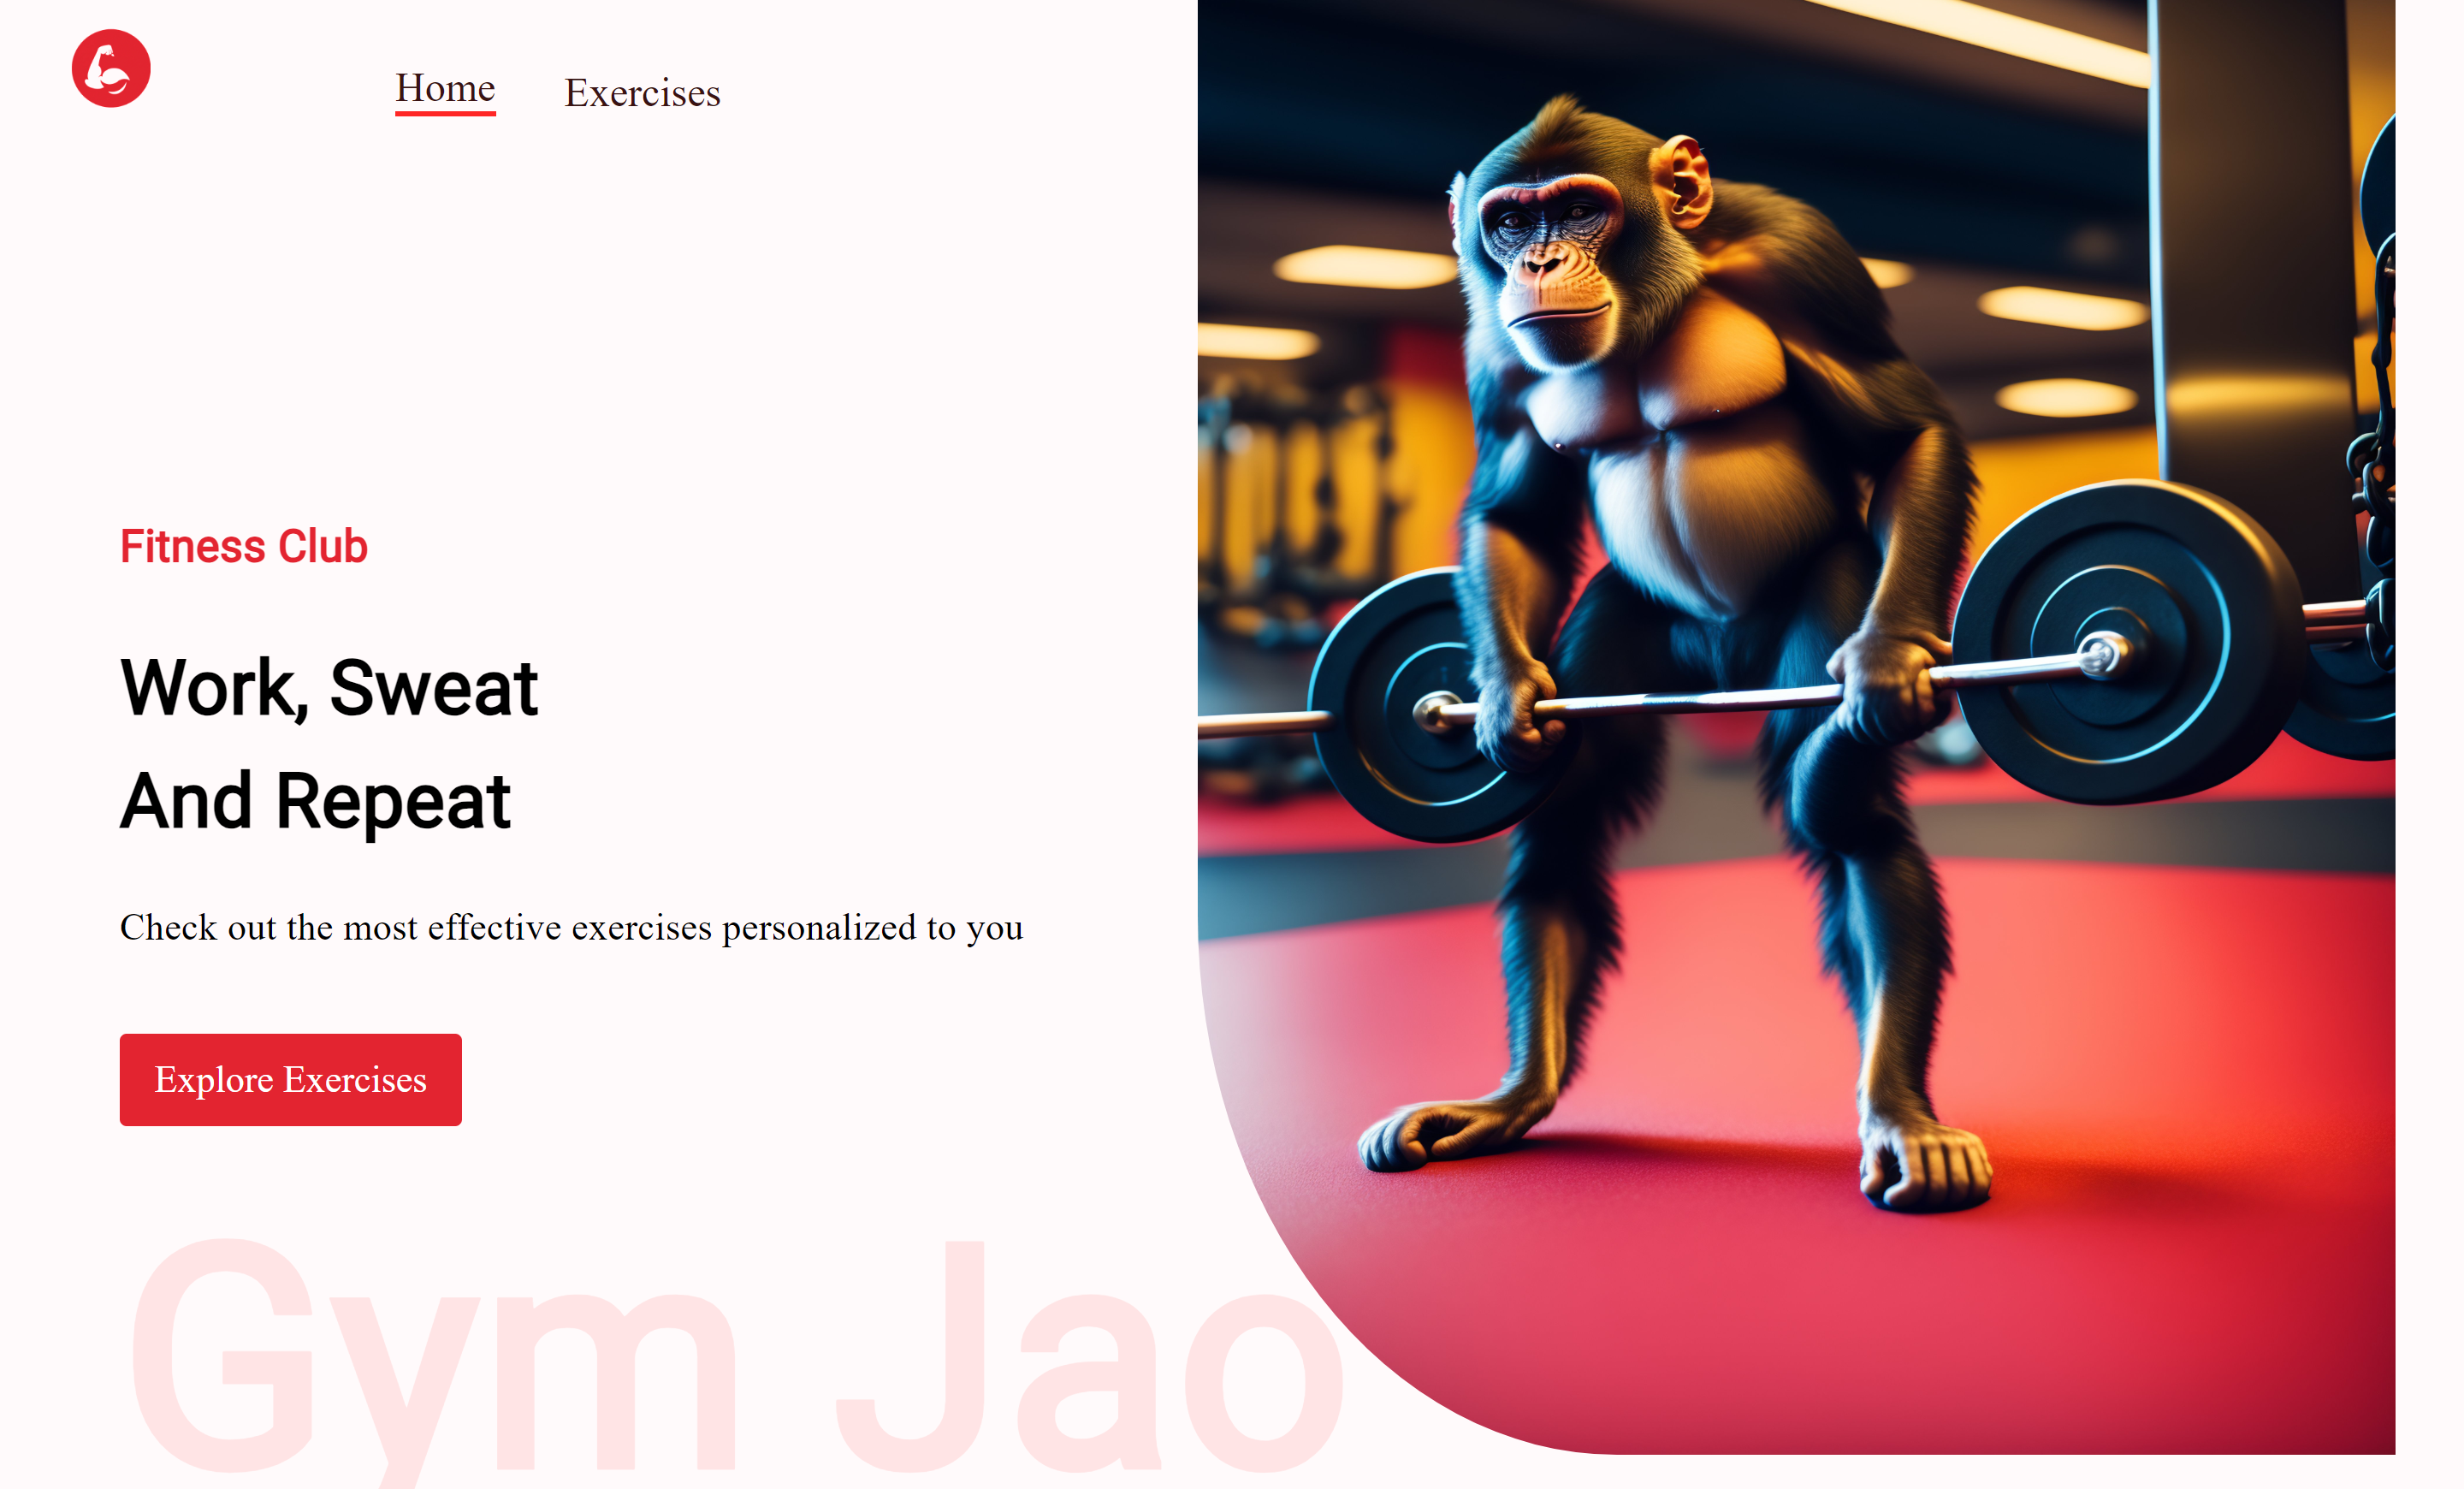 Home
Exercises
Fitness Club
Work, Sweat
And Repeat
Check out the most effective exercises personalized to you
Explore Exercises
Gym Jao